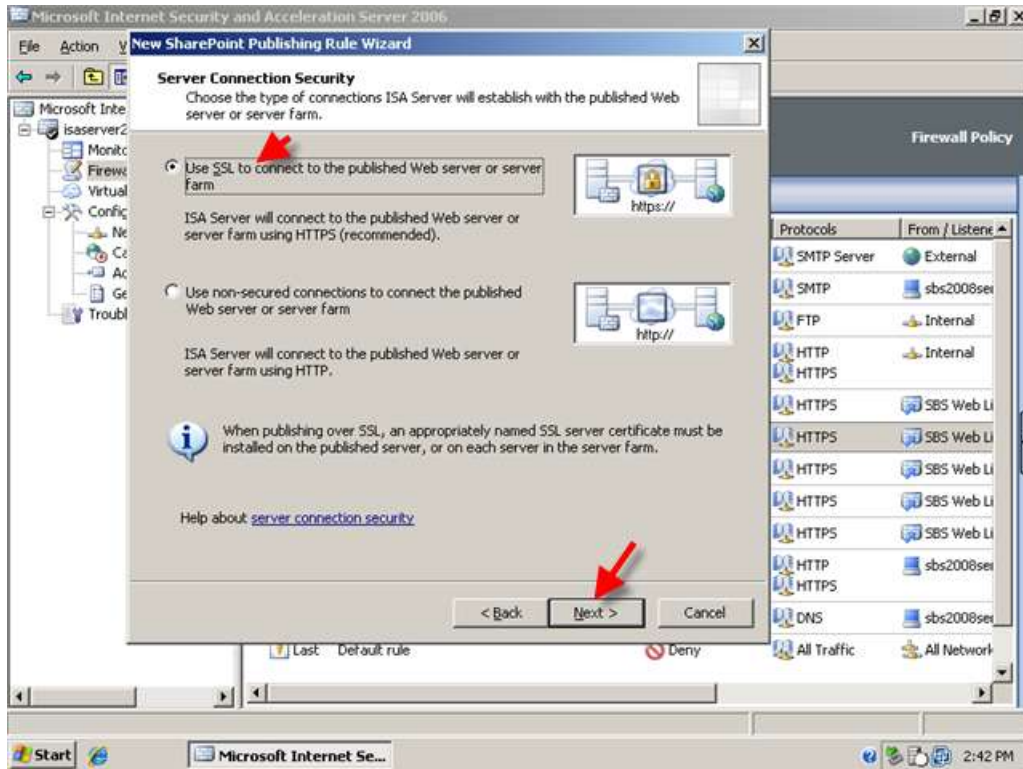 Microsoft Internet Security and Acceleration Server 2006
File Action V
New SharePoint Publishing Rule Wizard
Server Connection Security
Choose the type of connections ISA Server will establish with the published Web
server or server farm.
Use SSL to connect to the published Web server or server
farm
https://
ISA Server will connect to the published Web server or
server farm using HTTPS (recommended).
Use non-secured connections to connect the published
Web server or server farm
http://
ISA Server will connect to the published Web server or
server farm using HTTP.
When publishing over SSL, an appropriately named SSL server certificate must be
installed on the published server, or on each server in the server farm.
Help about server connection security
< Back Next > Cancel
Microsoft Inte
isaserver2
Monito
Firewa
Virtual
Config
Ne
Ca
Ac
Ge
Troubl
Firewall Policy
Protocols From / Listene
SMTP Server External
SMTP sbs2008ser
FTP Internal
HTTP Internal
HTTPS
HTTPS SBS Web Li
HTTPS SBS Web Li
HTTPS SBS Web Li
HTTPS SBS Web Li
HTTPS SBS Web Li
HTTP sbs2008ser
HTTPS
DNS sbs2008ser
Last Default rule Deny All Traffic All Network
Start Microsoft Internet Se... 2:42 PM